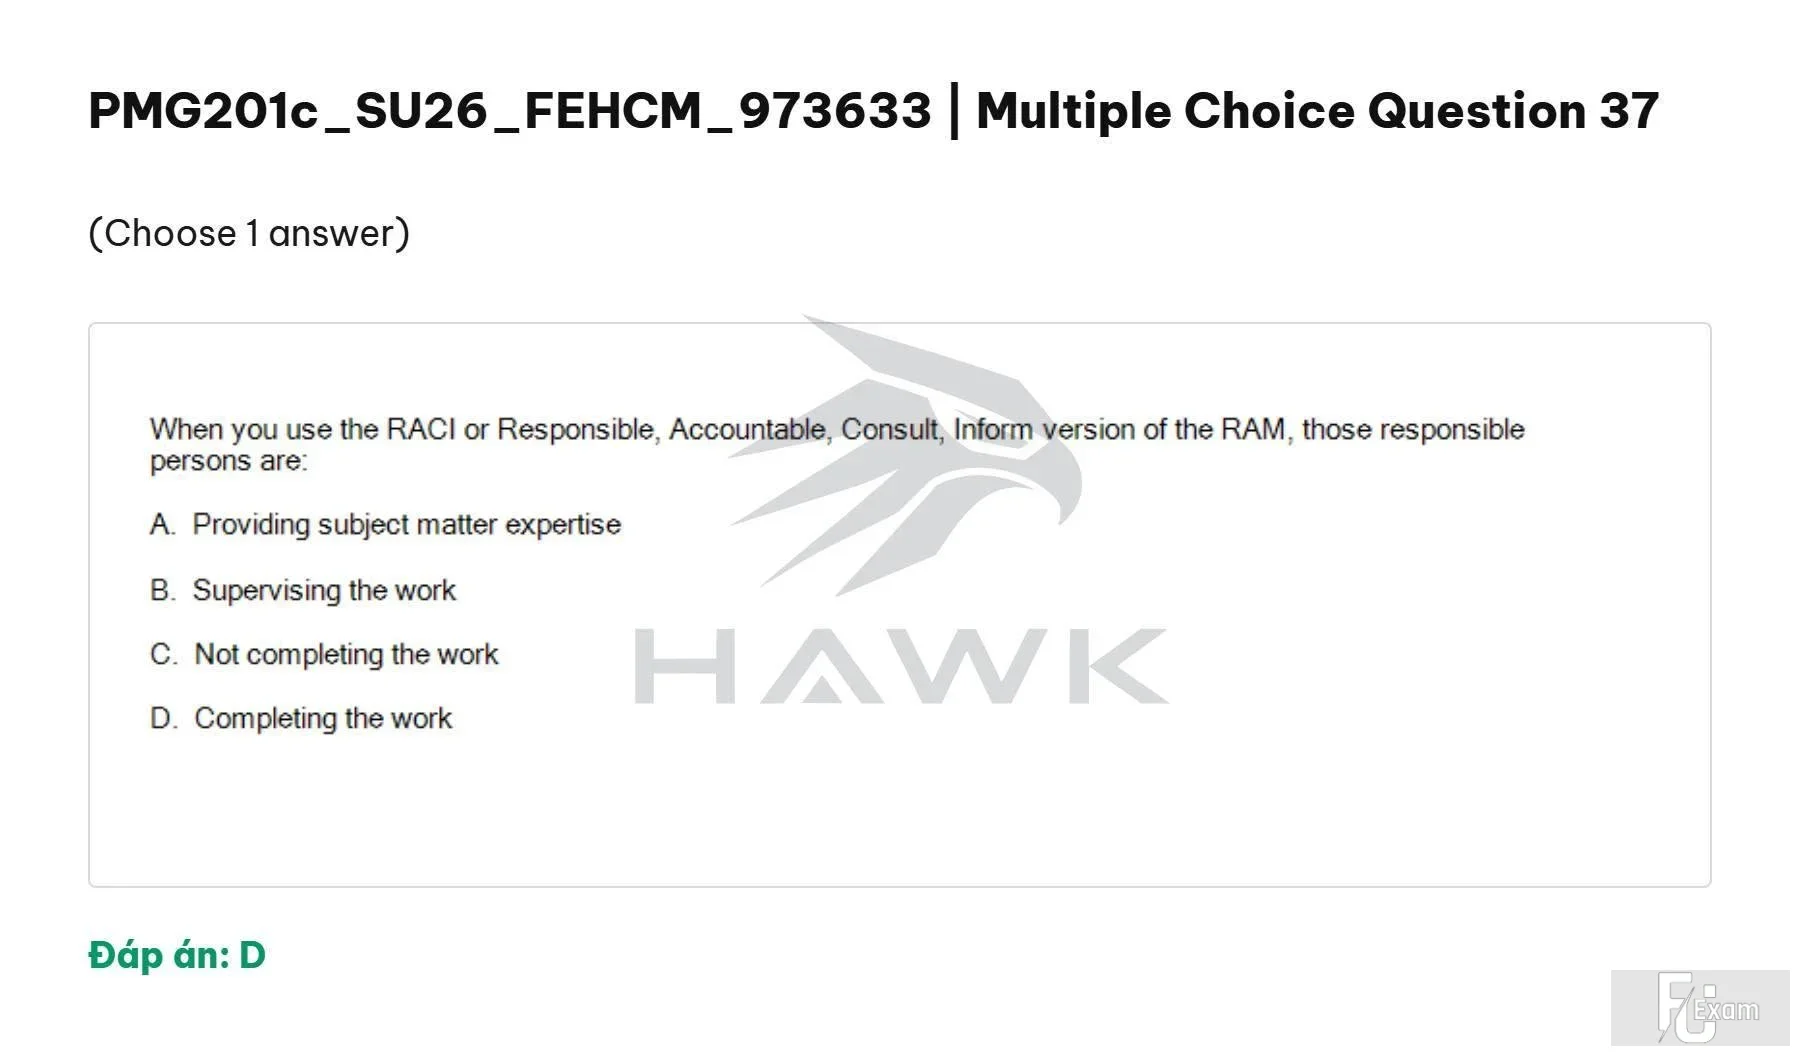 PMG201c_SU26_FEHCM_973633 | Multiple Choice Question 37
(Choose 1 answer)
When you use the RACI or Responsible, Accountable, Consult, Inform version of the RAM, those responsible
persons are:
A. Providing subject matter expertise
B. Supervising the work
C. Not completing the work
D. Completing the work
HAWK
Đáp án: D
FU Exam